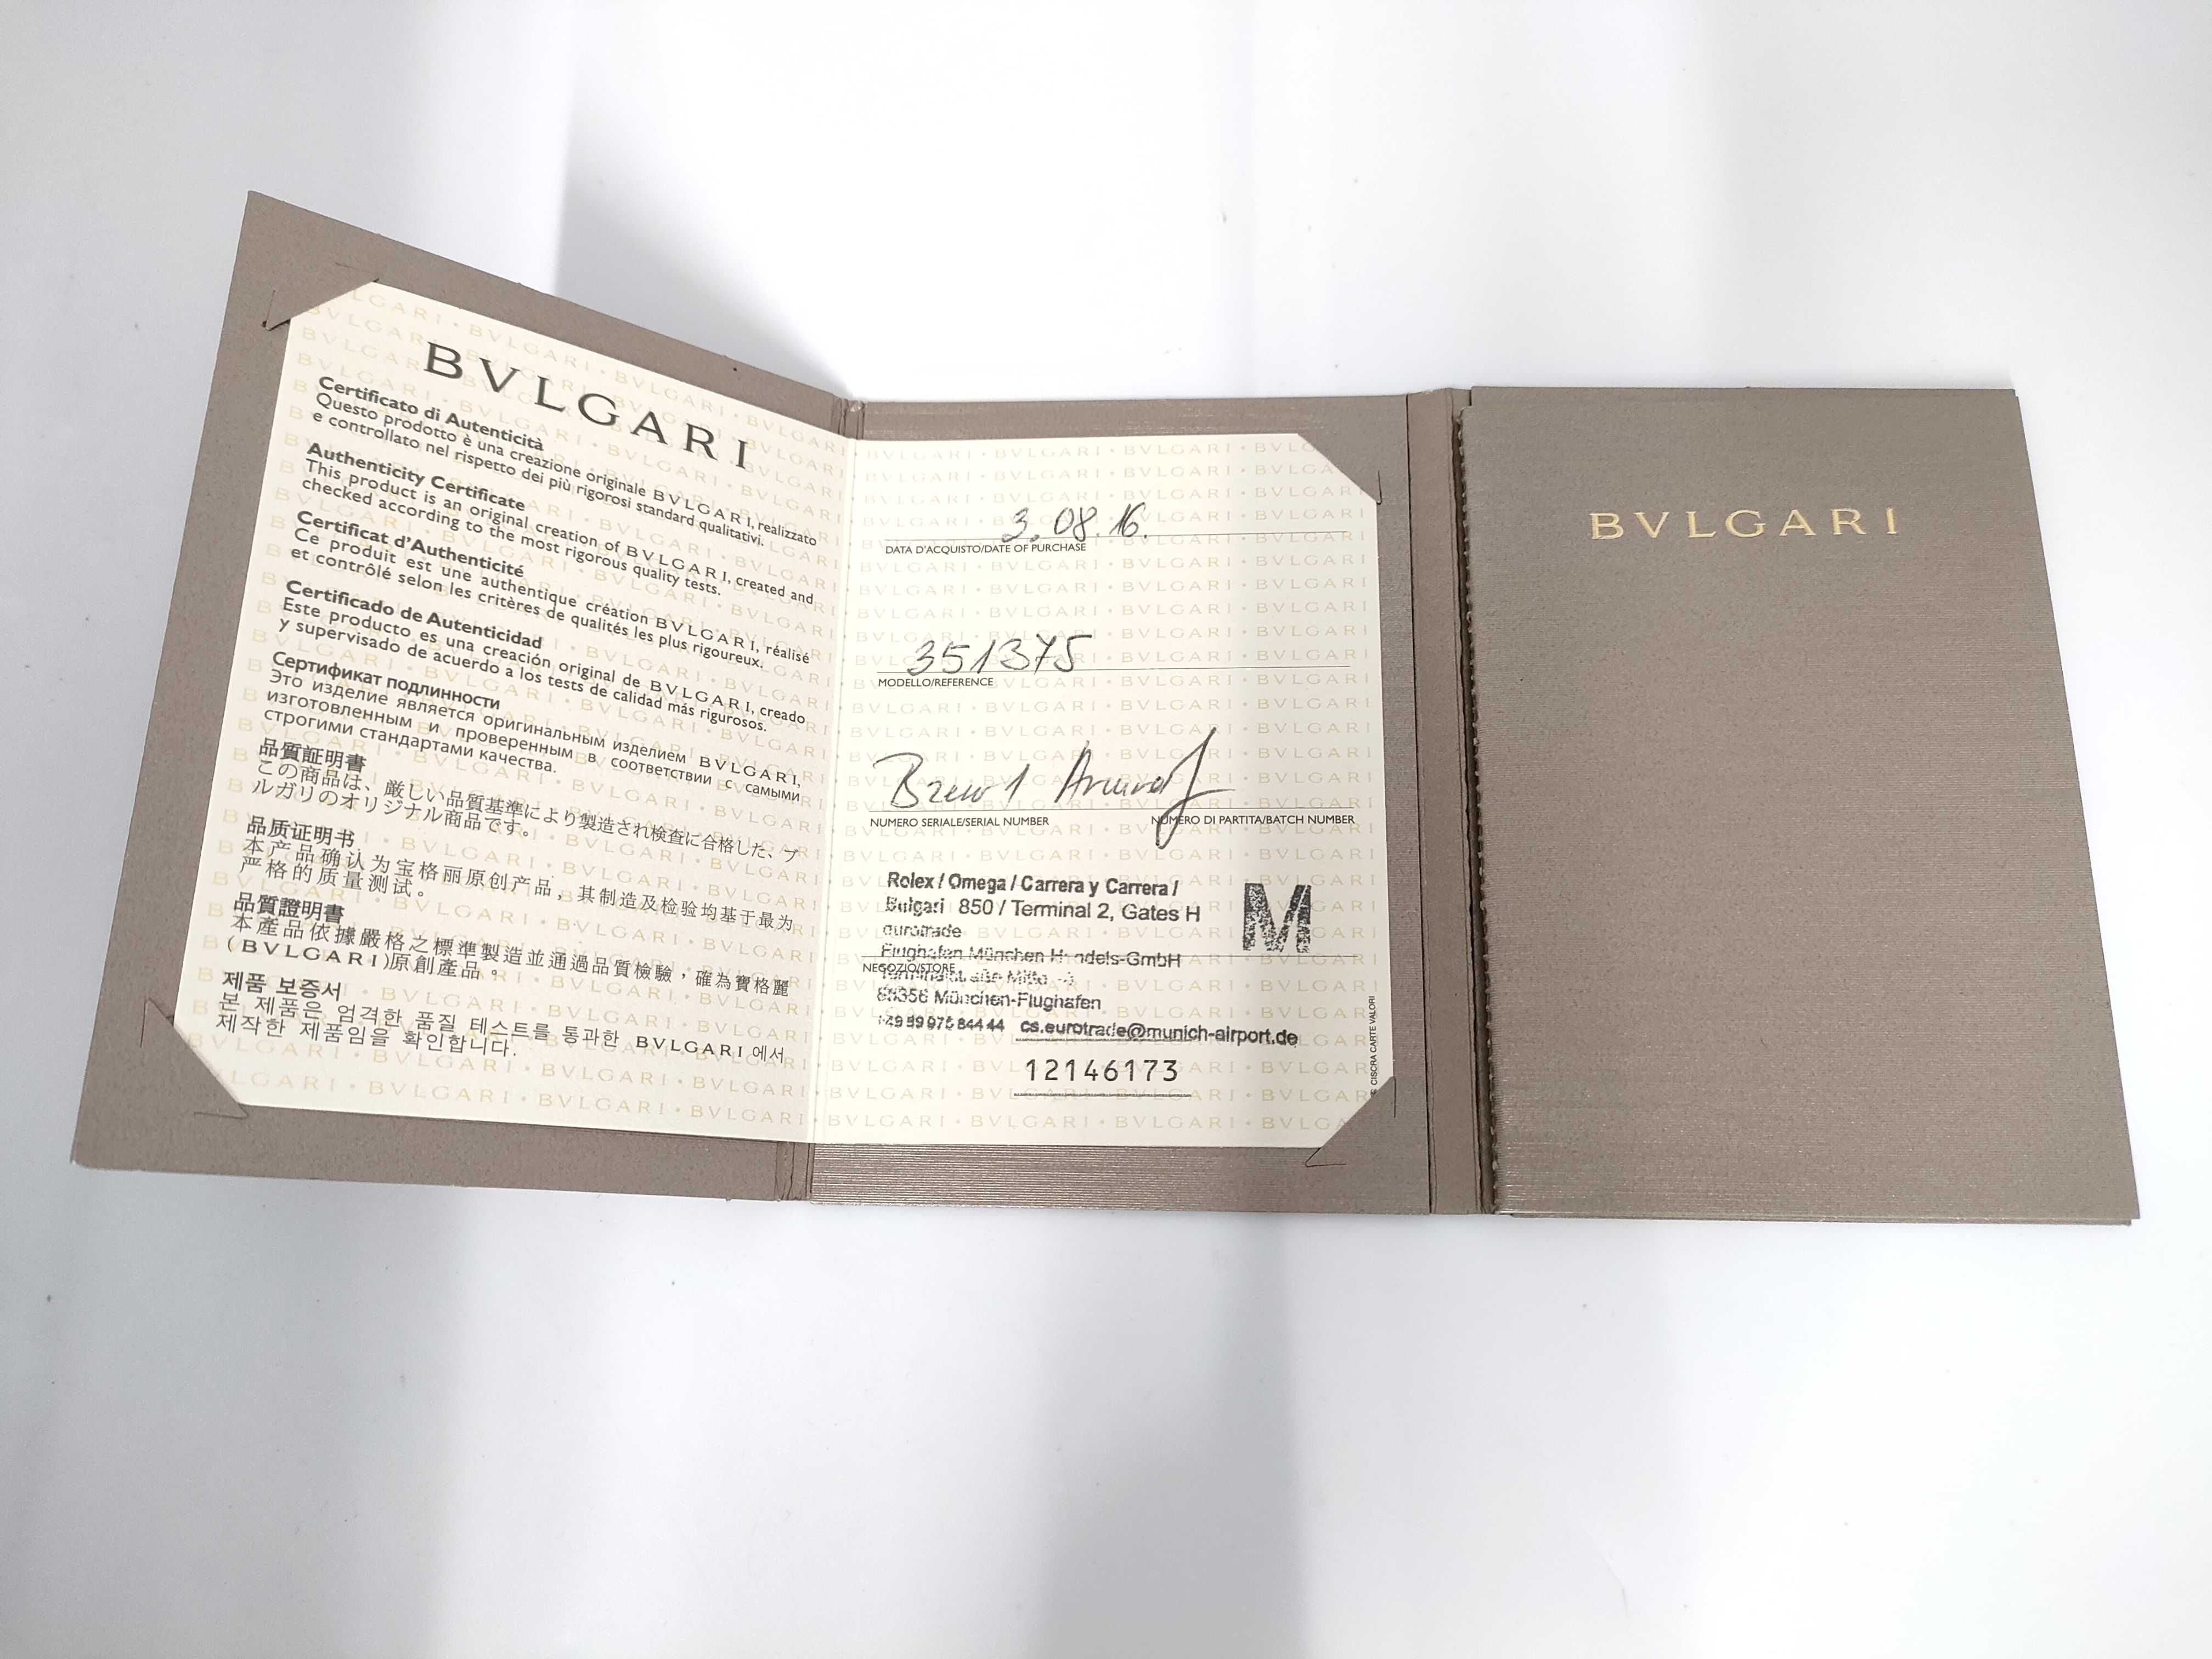 BVLGARI
Certificato di Autenticità
Questo prodotto è una creazione originale BVLGARI, realizzato
e controllato nel rispetto dei più rigorosi standard qualitativi.
Authenticity Certificate
This product is an original creation of BVLGARI, created and
checked according to the most rigorous quality tests.
Certificat d'Authenticité
Ce produit est une authentique création BVLGARI, réalisé
et contrôlé selon les critères de qualités les plus rigoureux.
Certificado de Autenticidad
Este producto es una creación original de BVLGARI, creado
y supervisado de acuerdo a los tests de calidad más rigurosos.
Сертификат подлинности
Это изделие является оригинальным изделием BVLGARI,
изготовленным и проверенным в соответствии с самыми
строгими стандартами качества.
品質証明書
この商品は、厳しい品質基準により製造され検査に合格した、ブ
ルガリのオリジナル商品です。
品质证明书
本产品确认为宝格丽原创产品，其制造及检验均基于最为
严格的质量测试。
品質證明書
本產品依據嚴格之標準製造並通過品質檢驗，確為寶格麗
(BVLGARI)原創產品。
제품 보증서
본 제품은 엄격한 품질 테스트를 통과한 BVLGARI 에서
제작한 제품임을 확인합니다.
3.08.16.
DATA D'ACQUISTO/DATE OF PURCHASE
351375
MODELLO/REFERENCE
NUMERO SERIALE/SERIAL NUMBER
NUMERO DI PARTITA/BATCH NUMBER
Rolex / Omega / Carrera y Carrera /
Bulgari 850 / Terminal 2, Gates H
M
eurotrade
Flughafen München Handels-GmbH
NEGOZIO/STORE
Terminalstraße Mitte
85356 München-Flughafen
+49 89 975 844 44 cs.eurotrade@munich-airport.de
12146173
CISCRA CARTE VALORI
BVLGARI